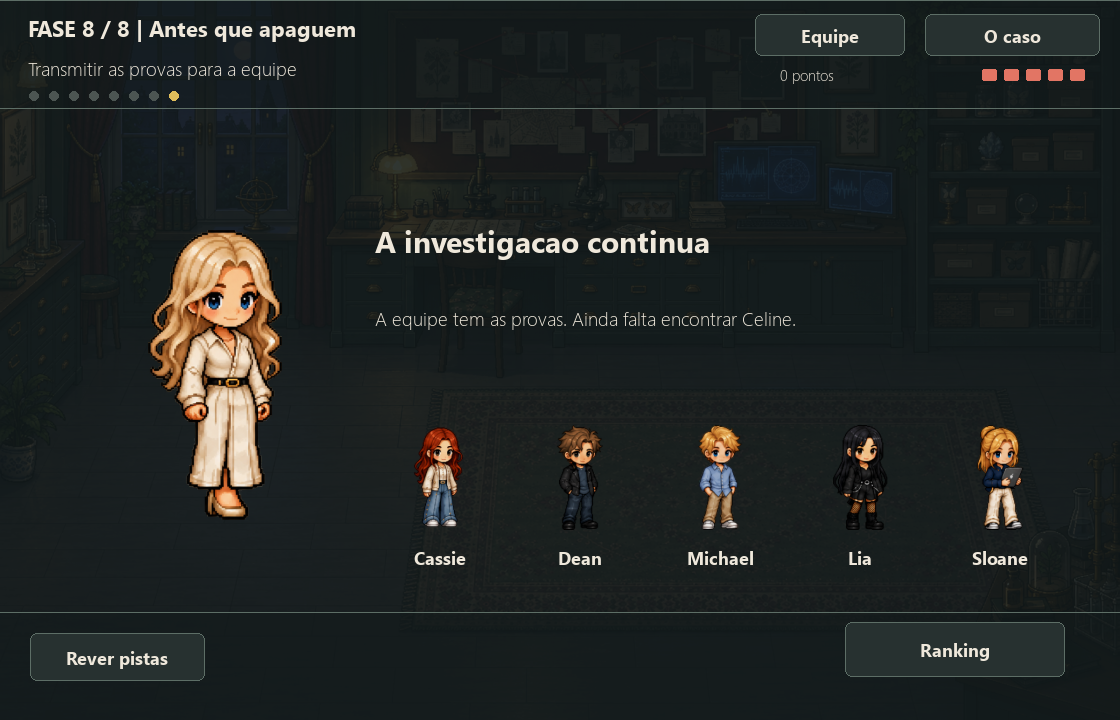 FASE 8 / 8 | Antes que apaguem
Transmitir as provas para a equipe
Equipe
O caso
0 pontos
A investigacao continua
A equipe tem as provas. Ainda falta encontrar Celine.
Cassie
Dean
Michael
Lia
Sloane
Rever pistas
Ranking